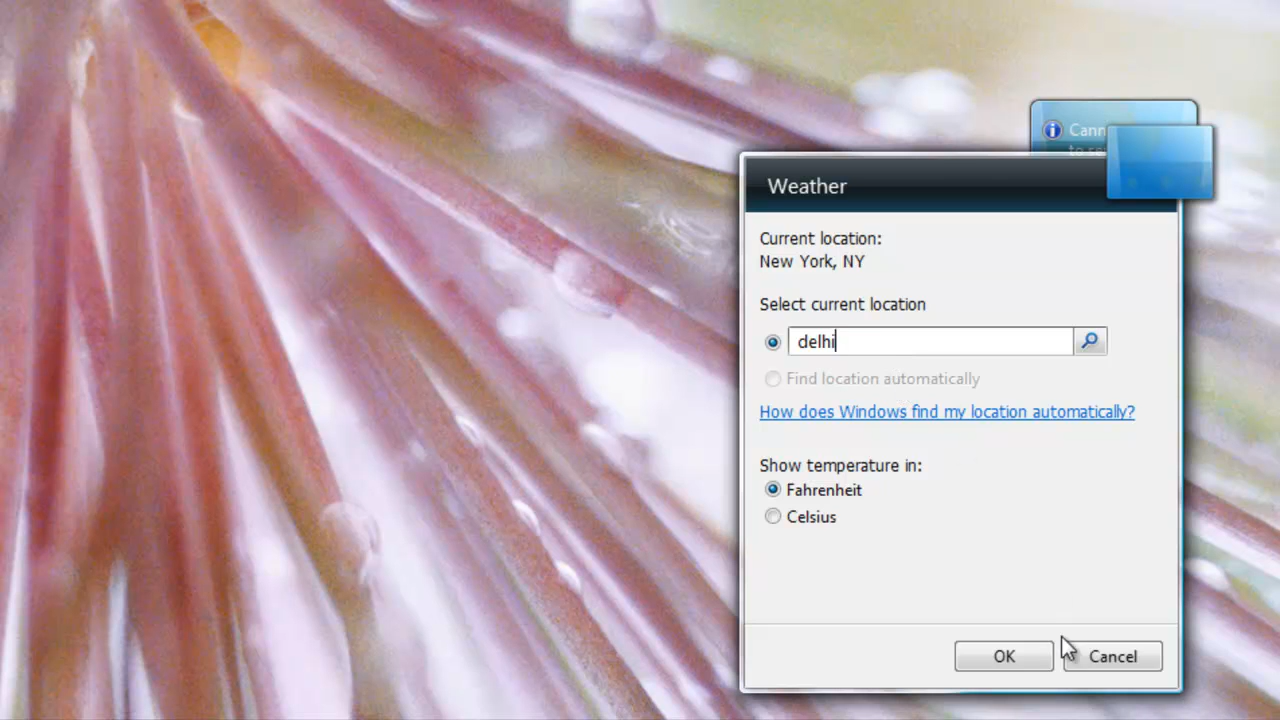 Weather
Current location:
New York, NY
Select current location
delhi
Find location automatically
How does Windows find my location automatically?
Show temperature in:
Fahrenheit
Celsius
OK
Cancel